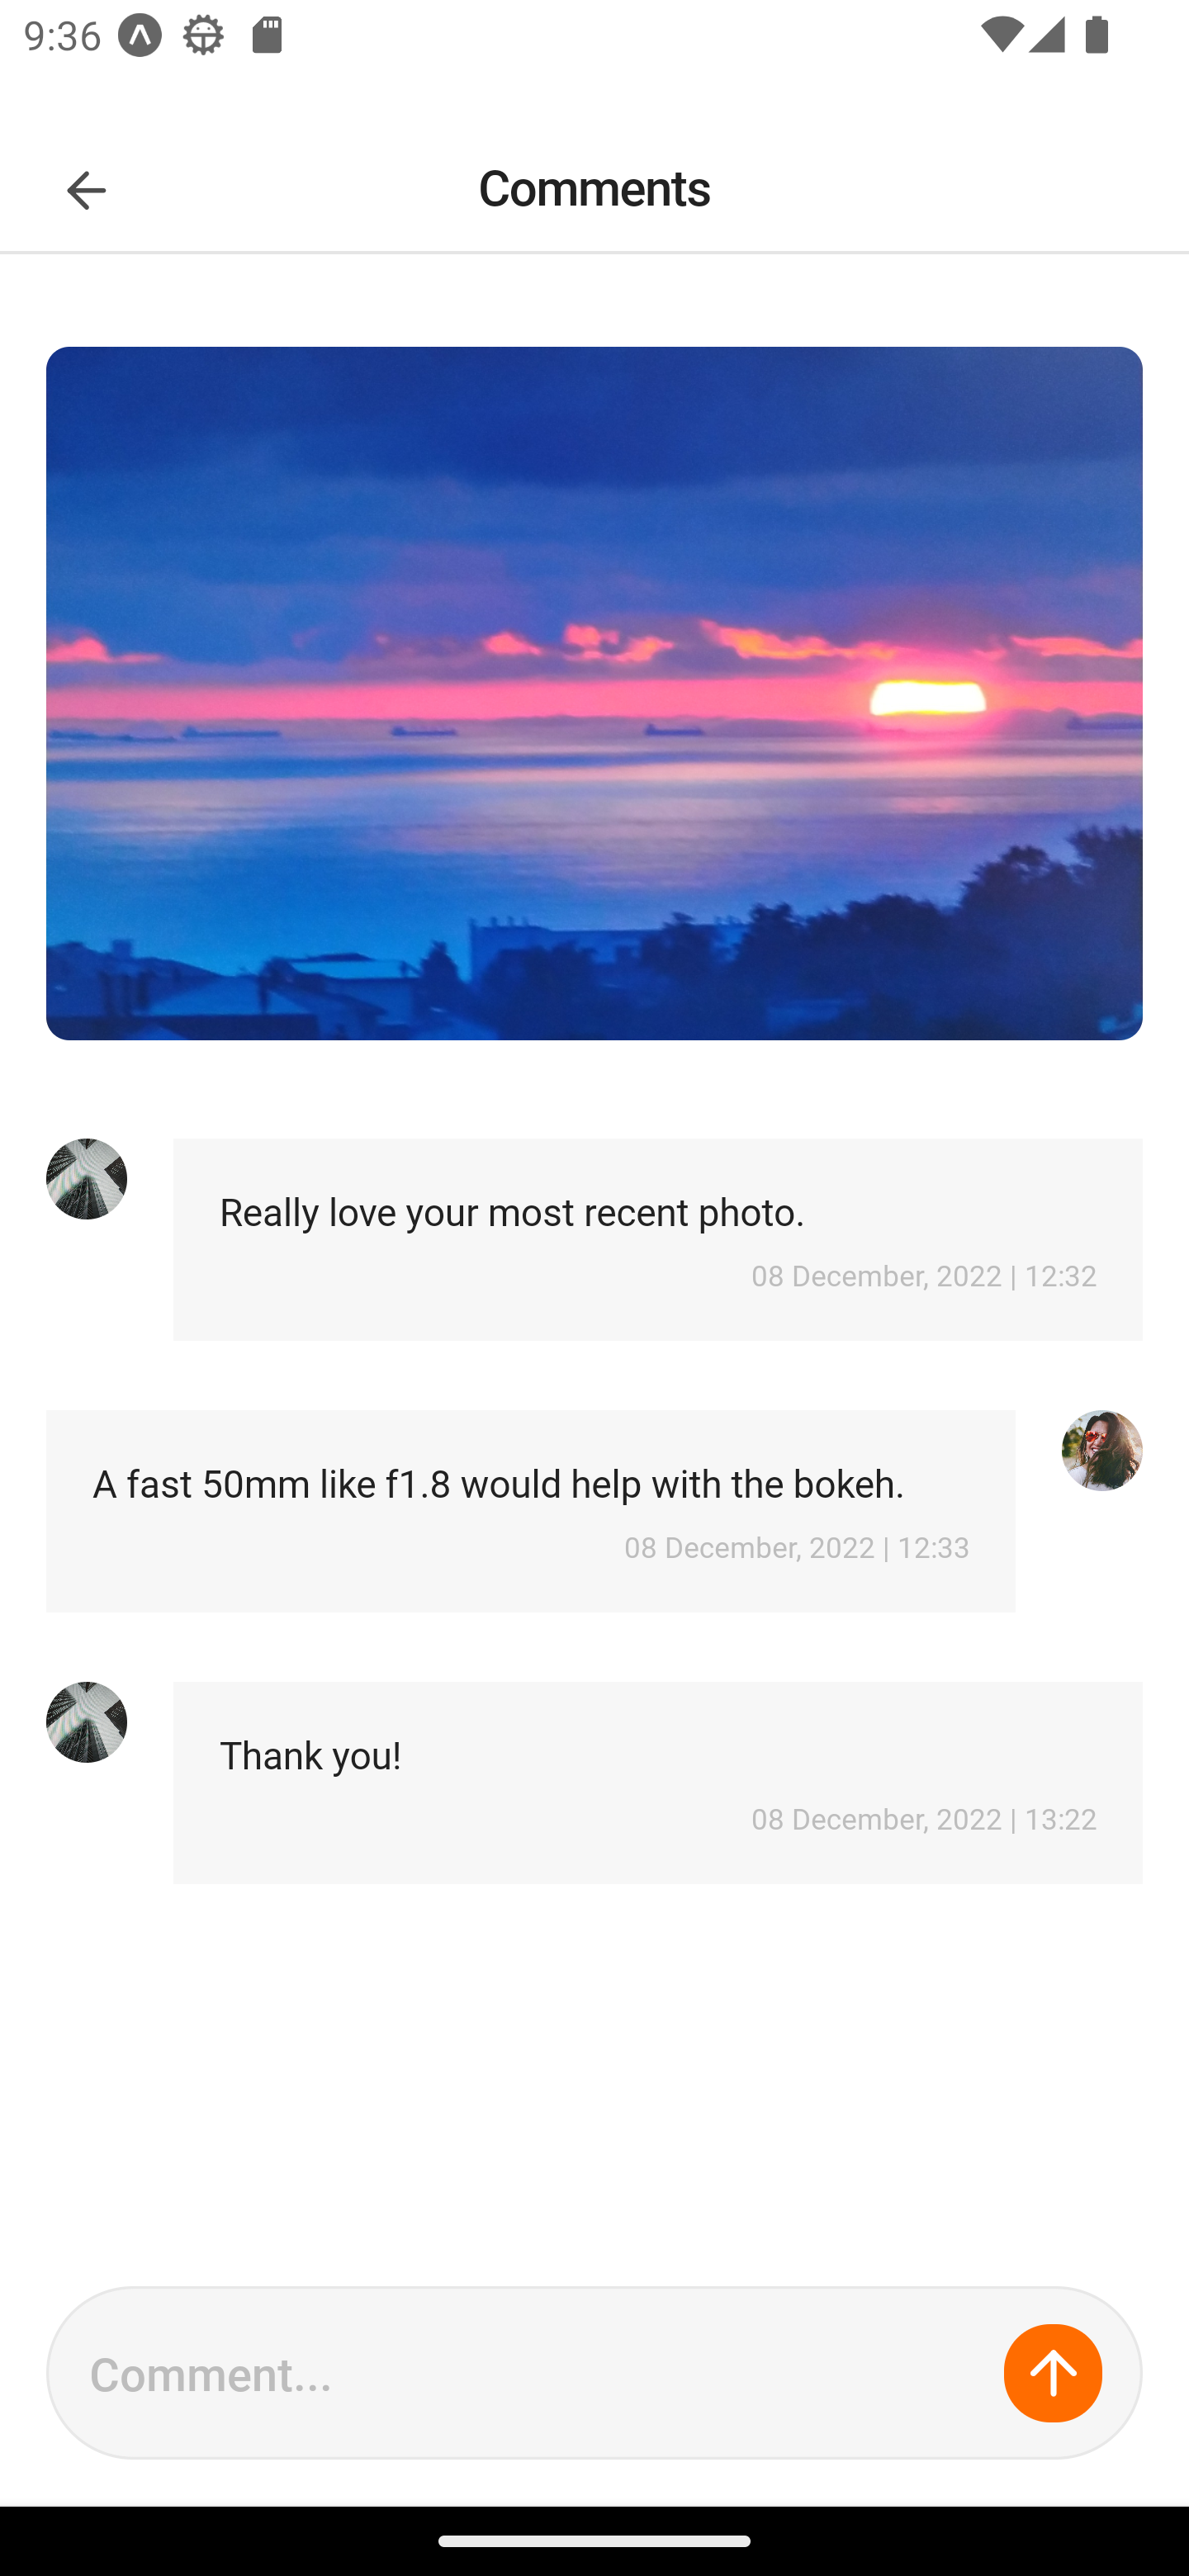 9:36
Comments
Really love your most recent photo.
08 December, 2022 | 12:32
A fast 50mm like f1.8 would help with the bokeh.
08 December, 2022 | 12:33
Thank you!
08 December, 2022 | 13:22
Comment...